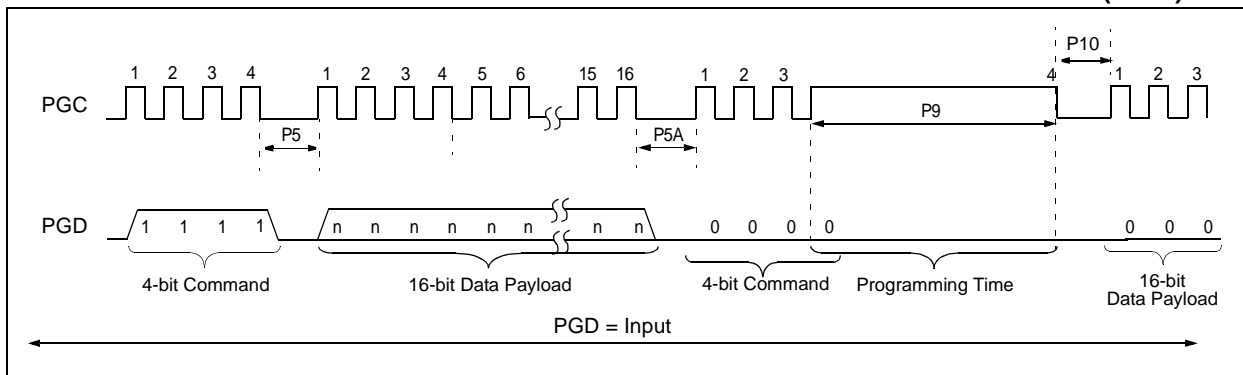 P10
1 2 3 4 1 2 3 4 5 6 15 16 1 2 3 4 1 2 3
PGC
P5 P5A P9
PGD 1 1 1 1 n n n n n n n n 0 0 0 0 0 0 0
4-bit Command 16-bit Data Payload 4-bit Command Programming Time 16-bit
Data Payload
PGD = Input